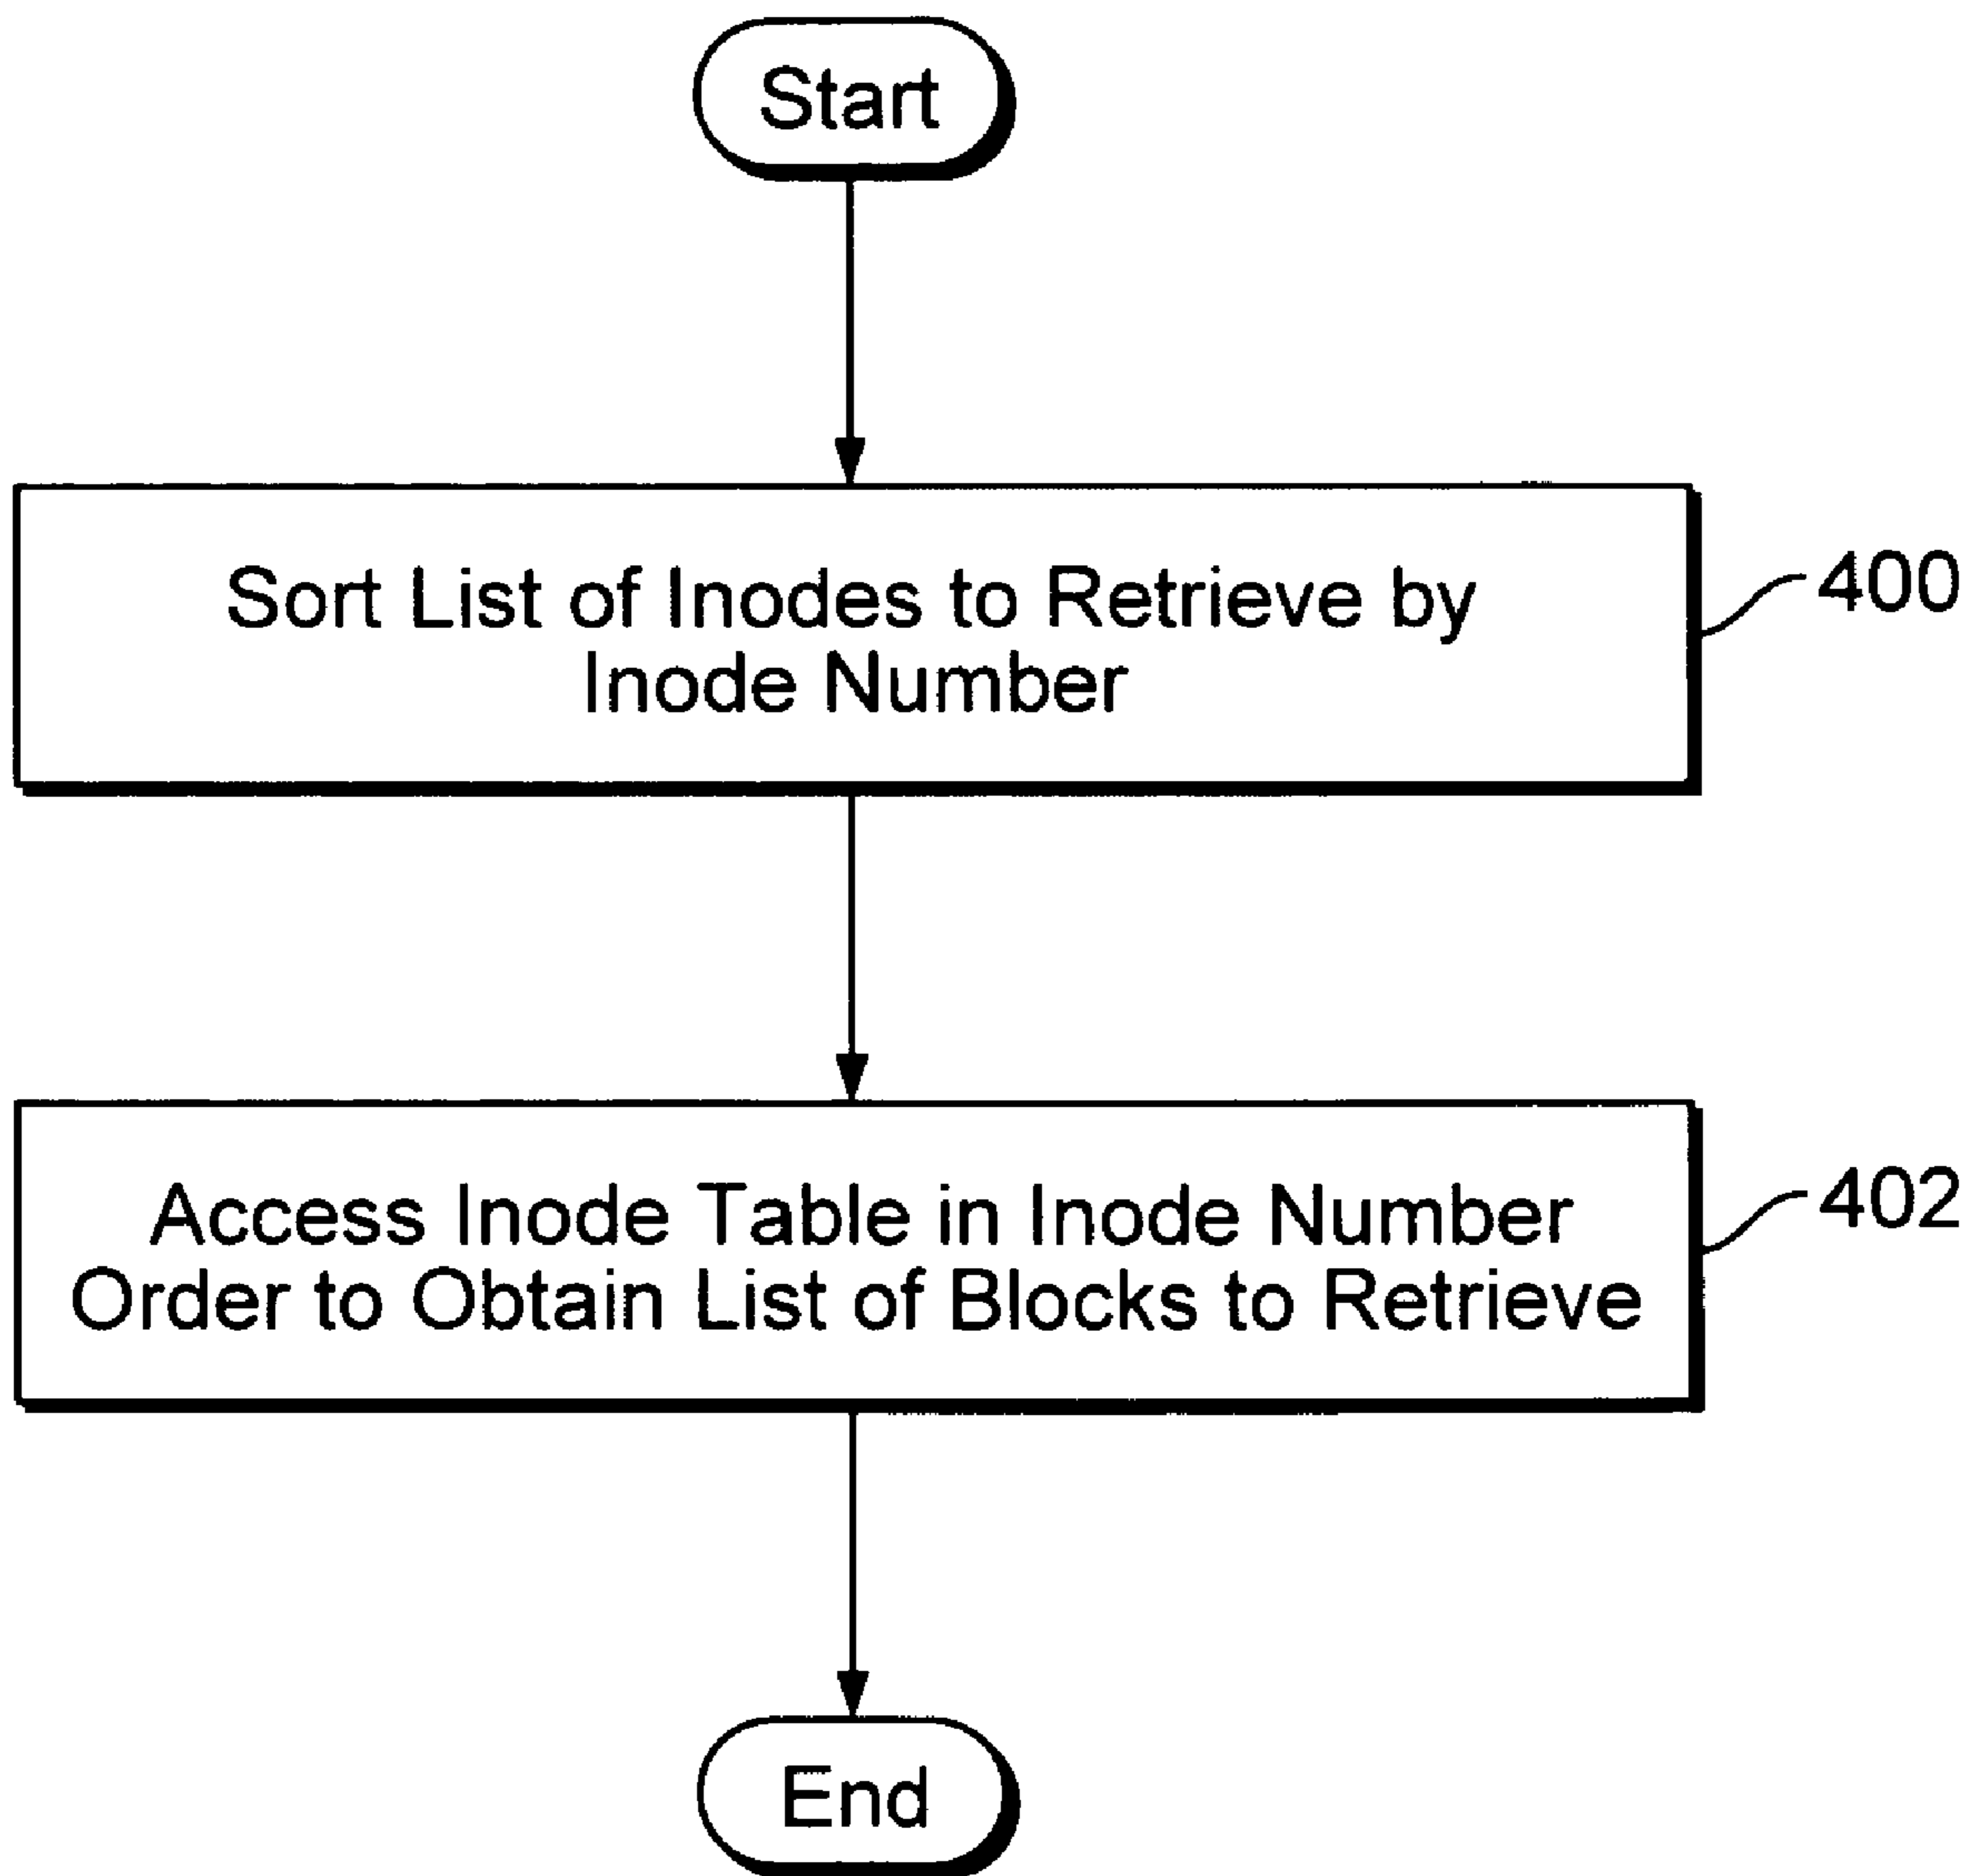 Start
Sort List of Inodes to Retrieve by
Inode Number
400
Access Inode Table in Inode Number
Order to Obtain List of Blocks to Retrieve
402
End